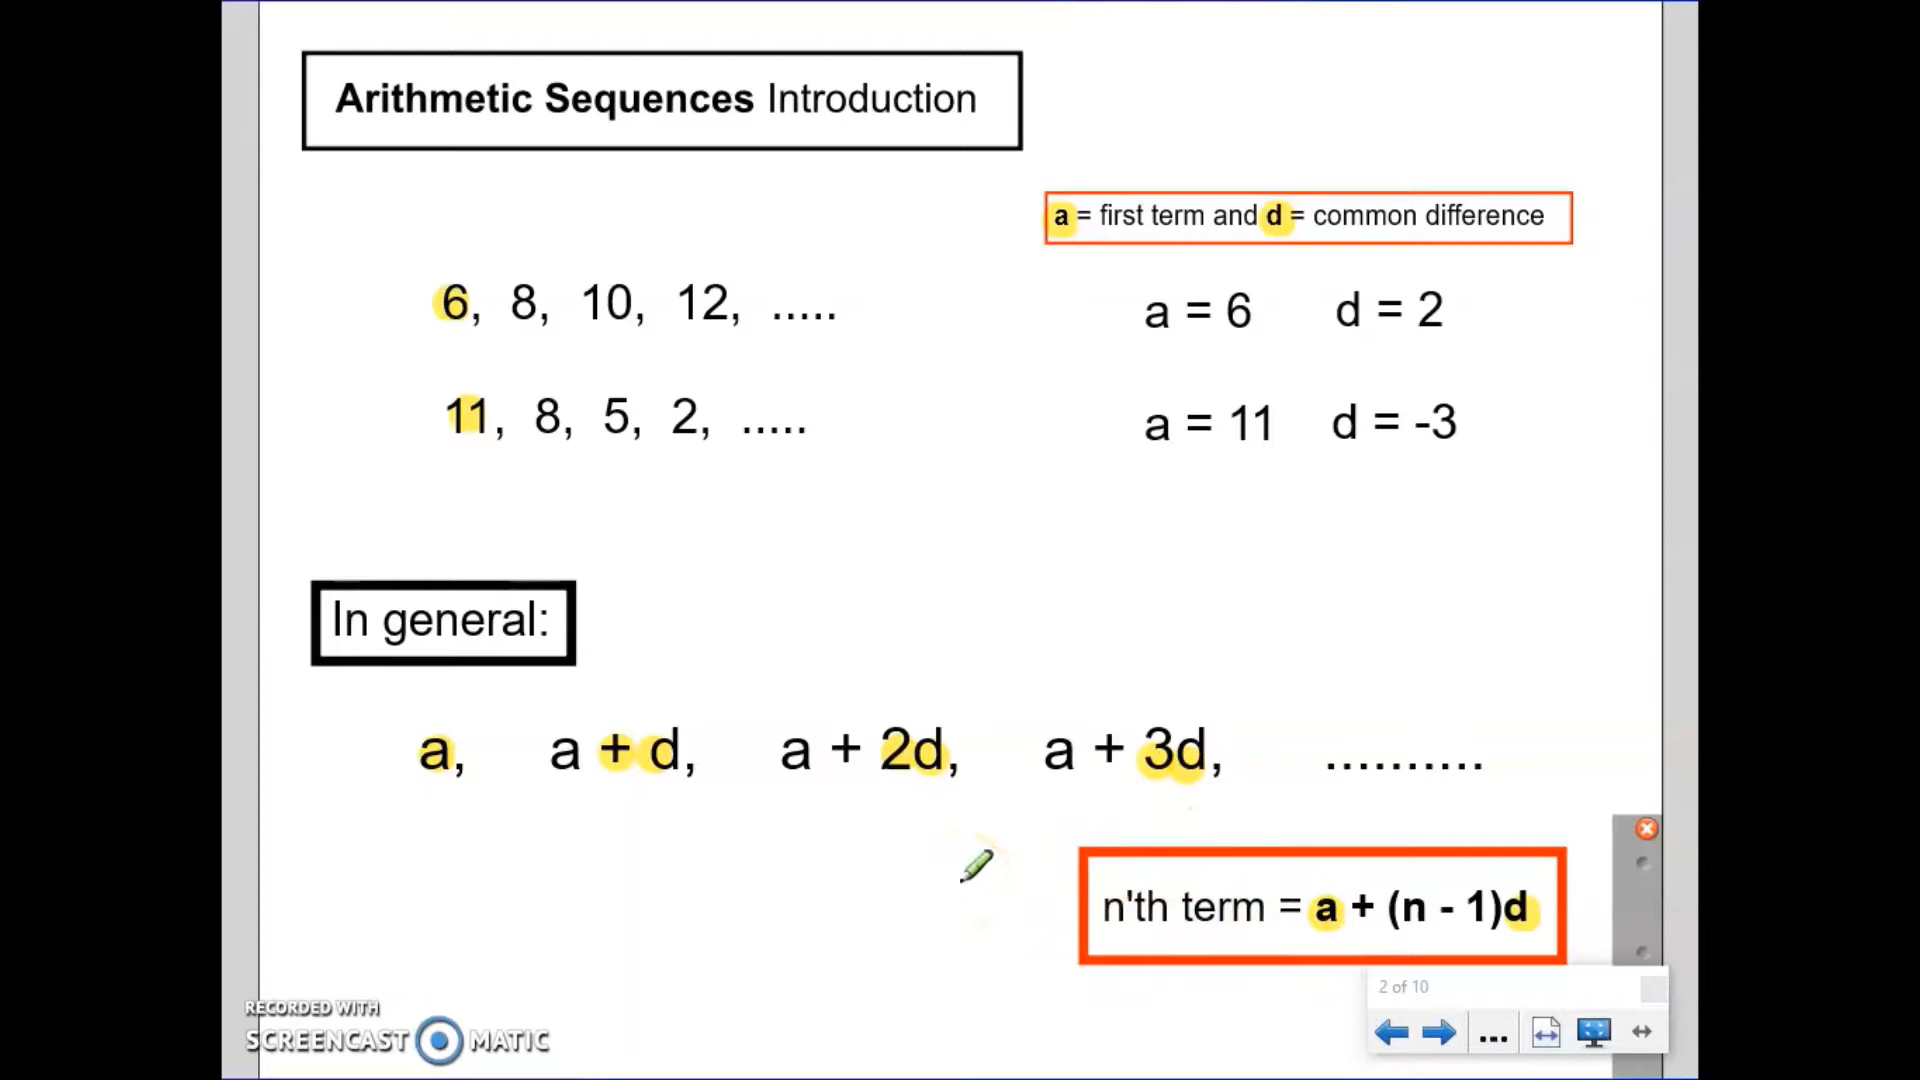 Arithmetic Sequences Introduction
a = first term and d = common difference
6, 8, 10, 12, .....
a = 6 d = 2
11, 8, 5, 2, .....
a = 11 d = -3
In general:
a, a + d, a + 2d, a + 3d, ..........
n'th term = a + (n - 1)d
2 of 10
...
RECORDED WITH
SCREENCAST MATIC